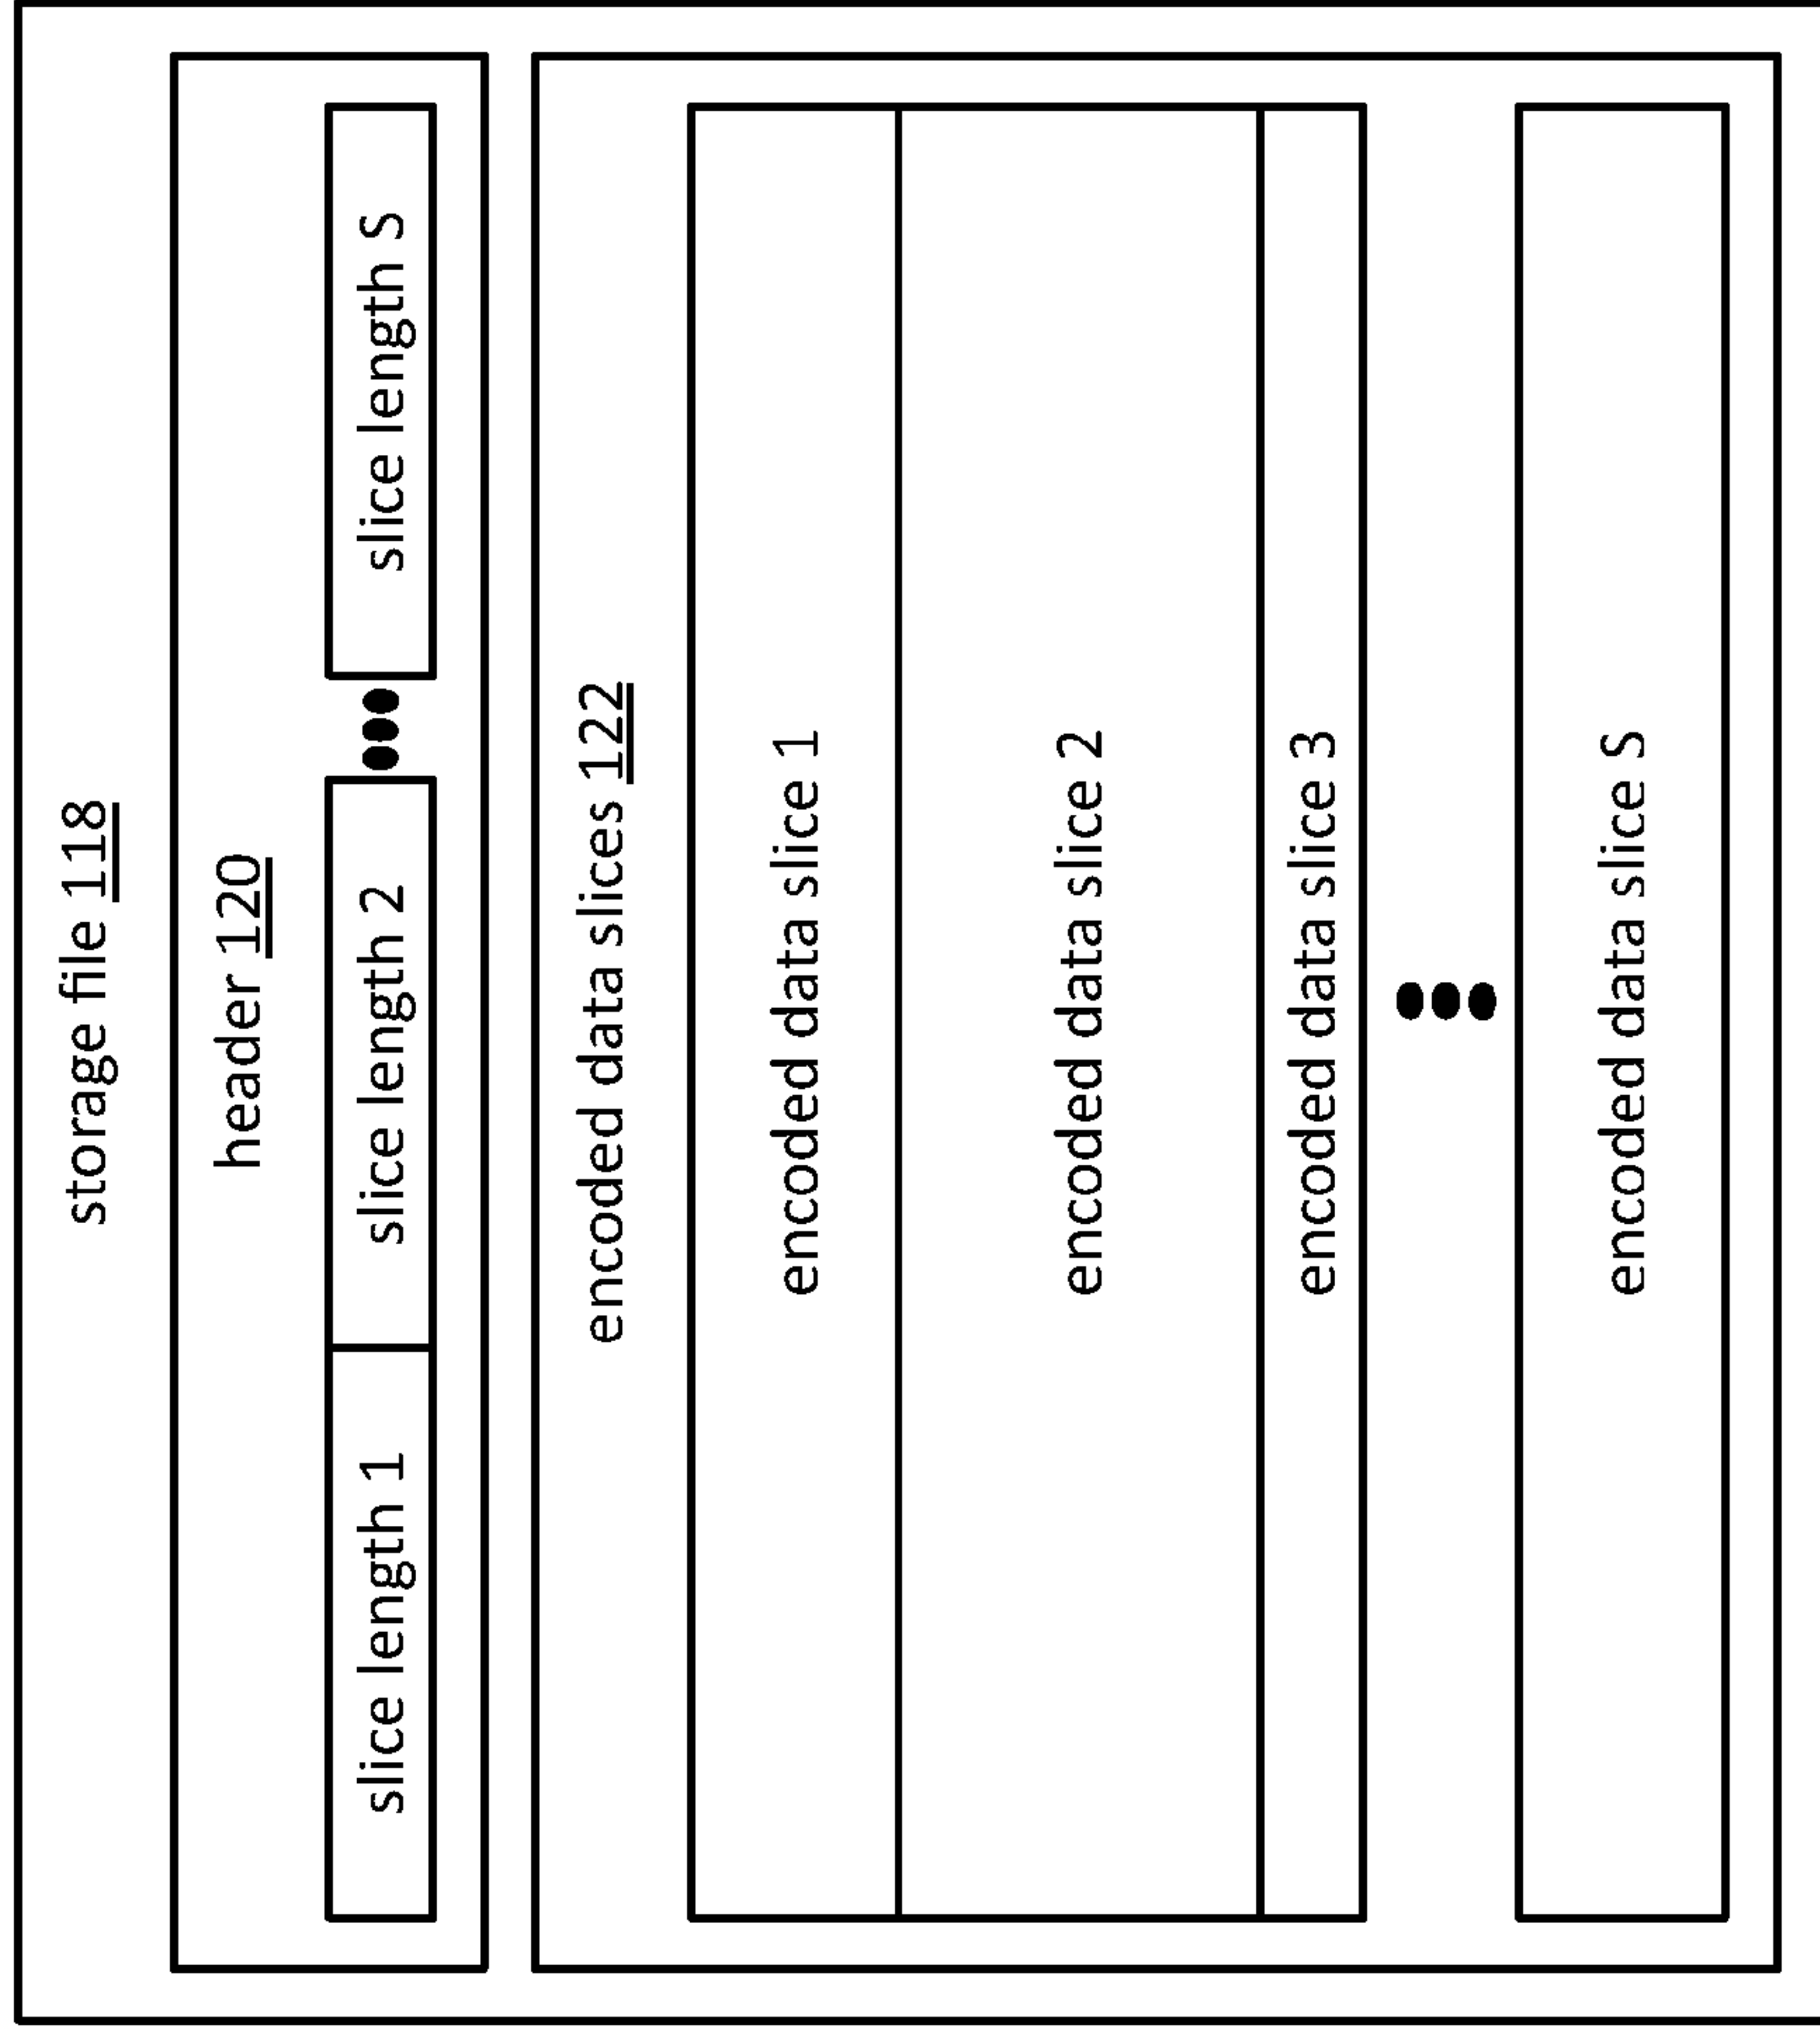 storage file 118
header 120
slice length 1 slice length 2 slice length S
encoded data slices 122
encoded data slice 1
encoded data slice 2
encoded data slice 3
encoded data slice S